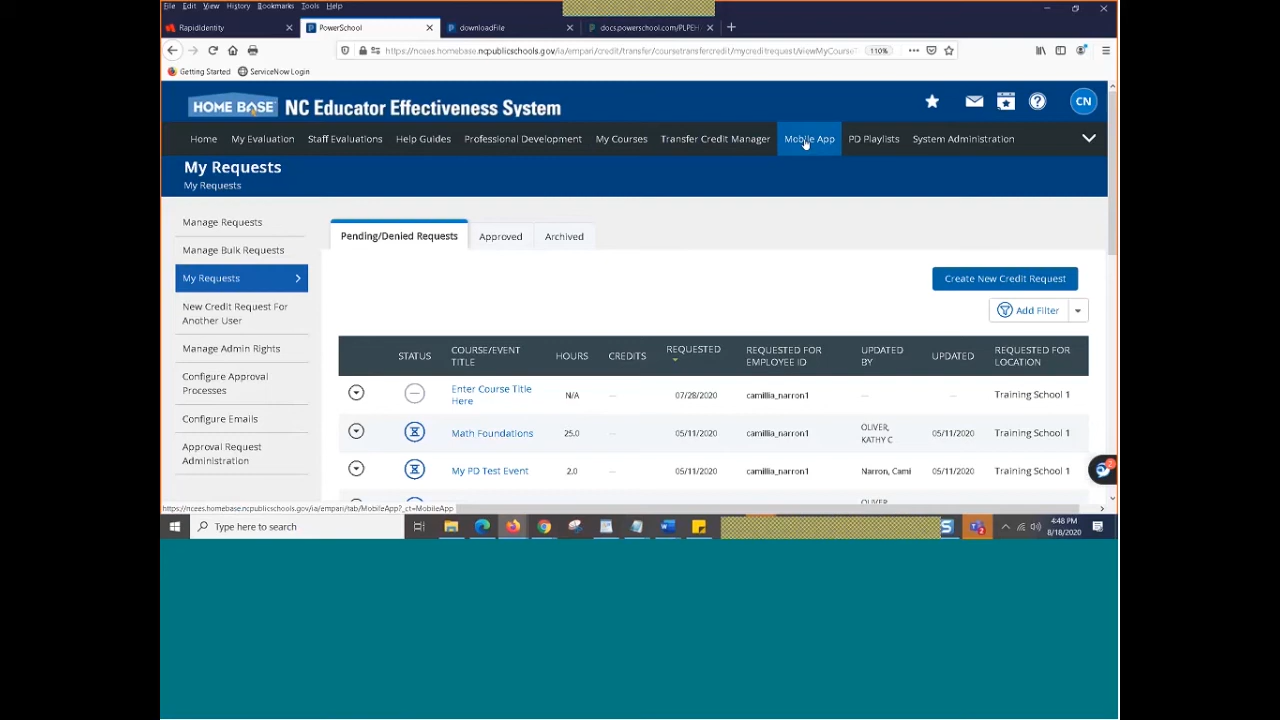 File Edit View History Bookmarks Tools Help
RapidIdentity
PowerSchool
downloadFile
docs.powerschool.com/PLPEH
https://ncees.homebase.ncpublicschools.gov/ia/empari/credit/transfer/coursetransfercredit/mycreditrequest/viewMyCourseT
110%
Getting Started ServiceNow Login
HOME BASE NC Educator Effectiveness System
CN
Home My Evaluation Staff Evaluations Help Guides Professional Development My Courses Transfer Credit Manager Mobile App PD Playlists System Administration
My Requests
My Requests
Manage Requests
Manage Bulk Requests
My Requests
New Credit Request For
Another User
Manage Admin Rights
Configure Approval
Processes
Configure Emails
Approval Request
Administration
Pending/Denied Requests Approved Archived
Create New Credit Request
Add Filter
STATUS COURSE/EVENT TITLE HOURS CREDITS REQUESTED REQUESTED FOR EMPLOYEE ID UPDATED BY UPDATED REQUESTED FOR LOCATION
Enter Course Title Here N/A — 07/28/2020 camillia_narron1 — — Training School 1
Math Foundations 25.0 — 05/11/2020 camillia_narron1 OLIVER, KATHY C 05/11/2020 Training School 1
My PD Test Event 2.0 — 05/11/2020 camillia_narron1 Narron, Cami 05/11/2020 Training School 1
OLIVER
2
https://ncees.homebase.ncpublicschools.gov/ia/empari/tab/MobileApp?_ct=MobileApp
Type here to search
4:48 PM
8/18/2020